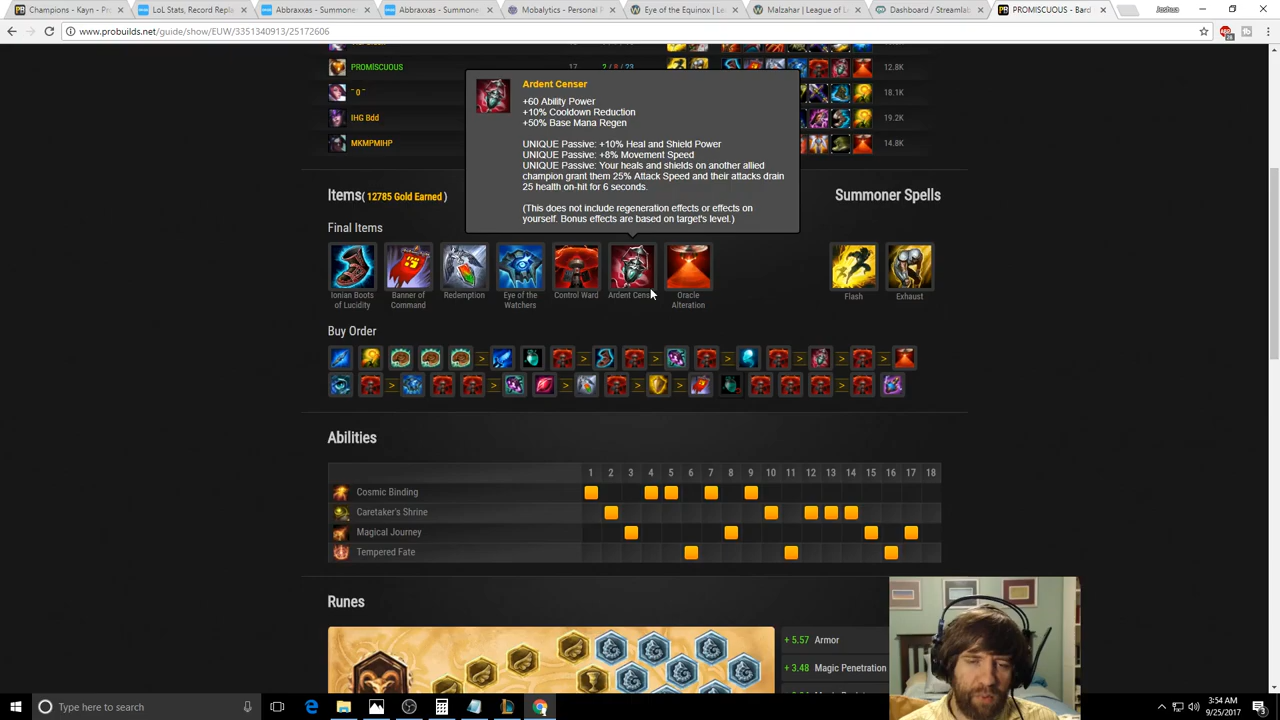 Champions - Kayn - Pro
LoL Stats, Record Repla
Abbraxxas - Summone
Abbraxxas - Summone
Mobalytics - Personal P
Eye of the Equinox | Le
Malzahar | League of L
Dashboard / Streamlab
PROMISCUOUS - Bard
Joshua
www.probuilds.net/guide/show/EUW/3351340913/25172606
PROMISCUOUS
17
12.8K
~ 0 ~
18.1K
IHG Bdd
19.2K
MKMPMIHP
14.8K
Ardent Censer
+60 Ability Power
+10% Cooldown Reduction
+50% Base Mana Regen
UNIQUE Passive: +10% Heal and Shield Power
UNIQUE Passive: +8% Movement Speed
UNIQUE Passive: Your heals and shields on another allied
champion grant them 25% Attack Speed and their attacks drain
25 health on-hit for 6 seconds.
(This does not include regeneration effects or effects on
yourself. Bonus effects are based on target's level.)
Items( 12785 Gold Earned )
Summoner Spells
Final Items
Ionian Boots of Lucidity
Banner of Command
Redemption
Eye of the Watchers
Control Ward
Ardent Cens
Oracle Alteration
Flash
Exhaust
Buy Order
> > > > > >
> > > > >
Abilities
1 2 3 4 5 6 7 8 9 10 11 12 13 14 15 16 17 18
Cosmic Binding
Caretaker's Shrine
Magical Journey
Tempered Fate
Runes
+ 5.57 Armor
+ 3.48 Magic Penetration
Type here to search
3:54 AM
9/25/2017